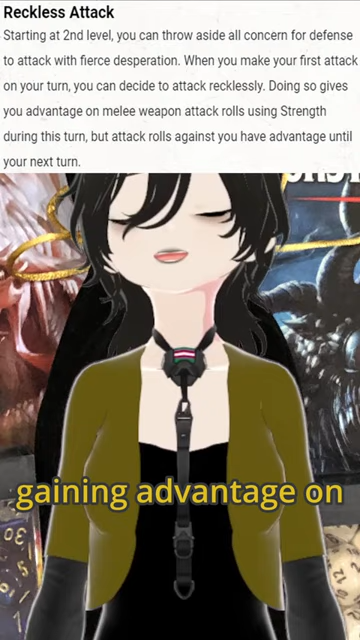 Reckless Attack
Starting at 2nd level, you can throw aside all concern for defense
to attack with fierce desperation. When you make your first attack
on your turn, you can decide to attack recklessly. Doing so gives
you advantage on melee weapon attack rolls using Strength
during this turn, but attack rolls against you have advantage until
your next turn.
gaining advantage on